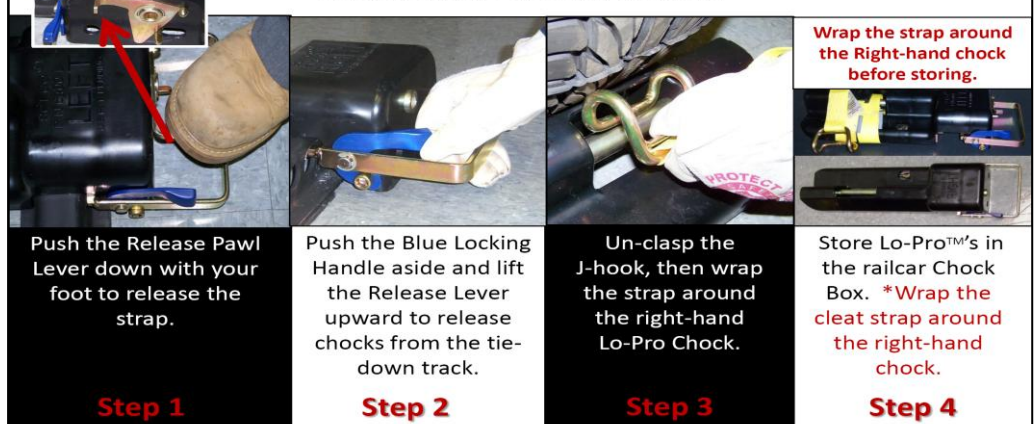 Wrap the strap around
the Right-hand chock
before storing.
PROTECT
Push the Release Pawl
Lever down with your
foot to release the
strap.
Step 1
Push the Blue Locking
Handle aside and lift
the Release Lever
upward to release
chocks from the tie-
down track.
Step 2
Un-clasp the
J-hook, then wrap
the strap around
the right-hand
Lo-Pro Chock.
Step 3
Store Lo-Pro™'s in
the railcar Chock
Box. *Wrap the
cleat strap around
the right-hand
chock.
Step 4